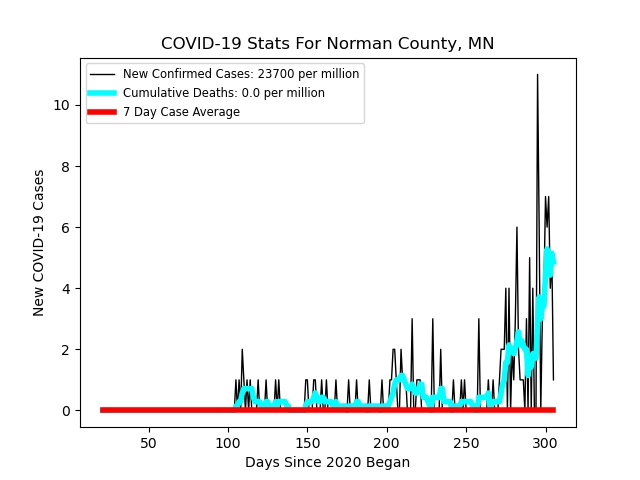 COVID-19 Stats For Norman County, MN
New Confirmed Cases: 23700 per million
Cumulative Deaths: 0.0 per million
7 Day Case Average
10
8
6
4
2
0
New COVID-19 Cases
50 100 150 200 250 300
Days Since 2020 Began